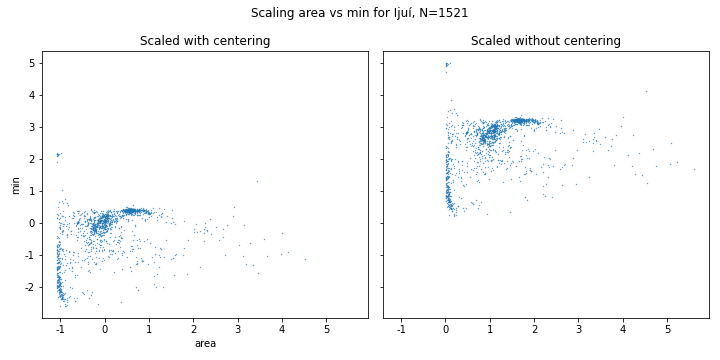 Scaling area vs min for Ijuí, N=1521
Scaled with centering
Scaled without centering
5
4
3
2
1
0
-1
-2
min
-1 0 1 2 3 4 5
-1 0 1 2 3 4 5
area